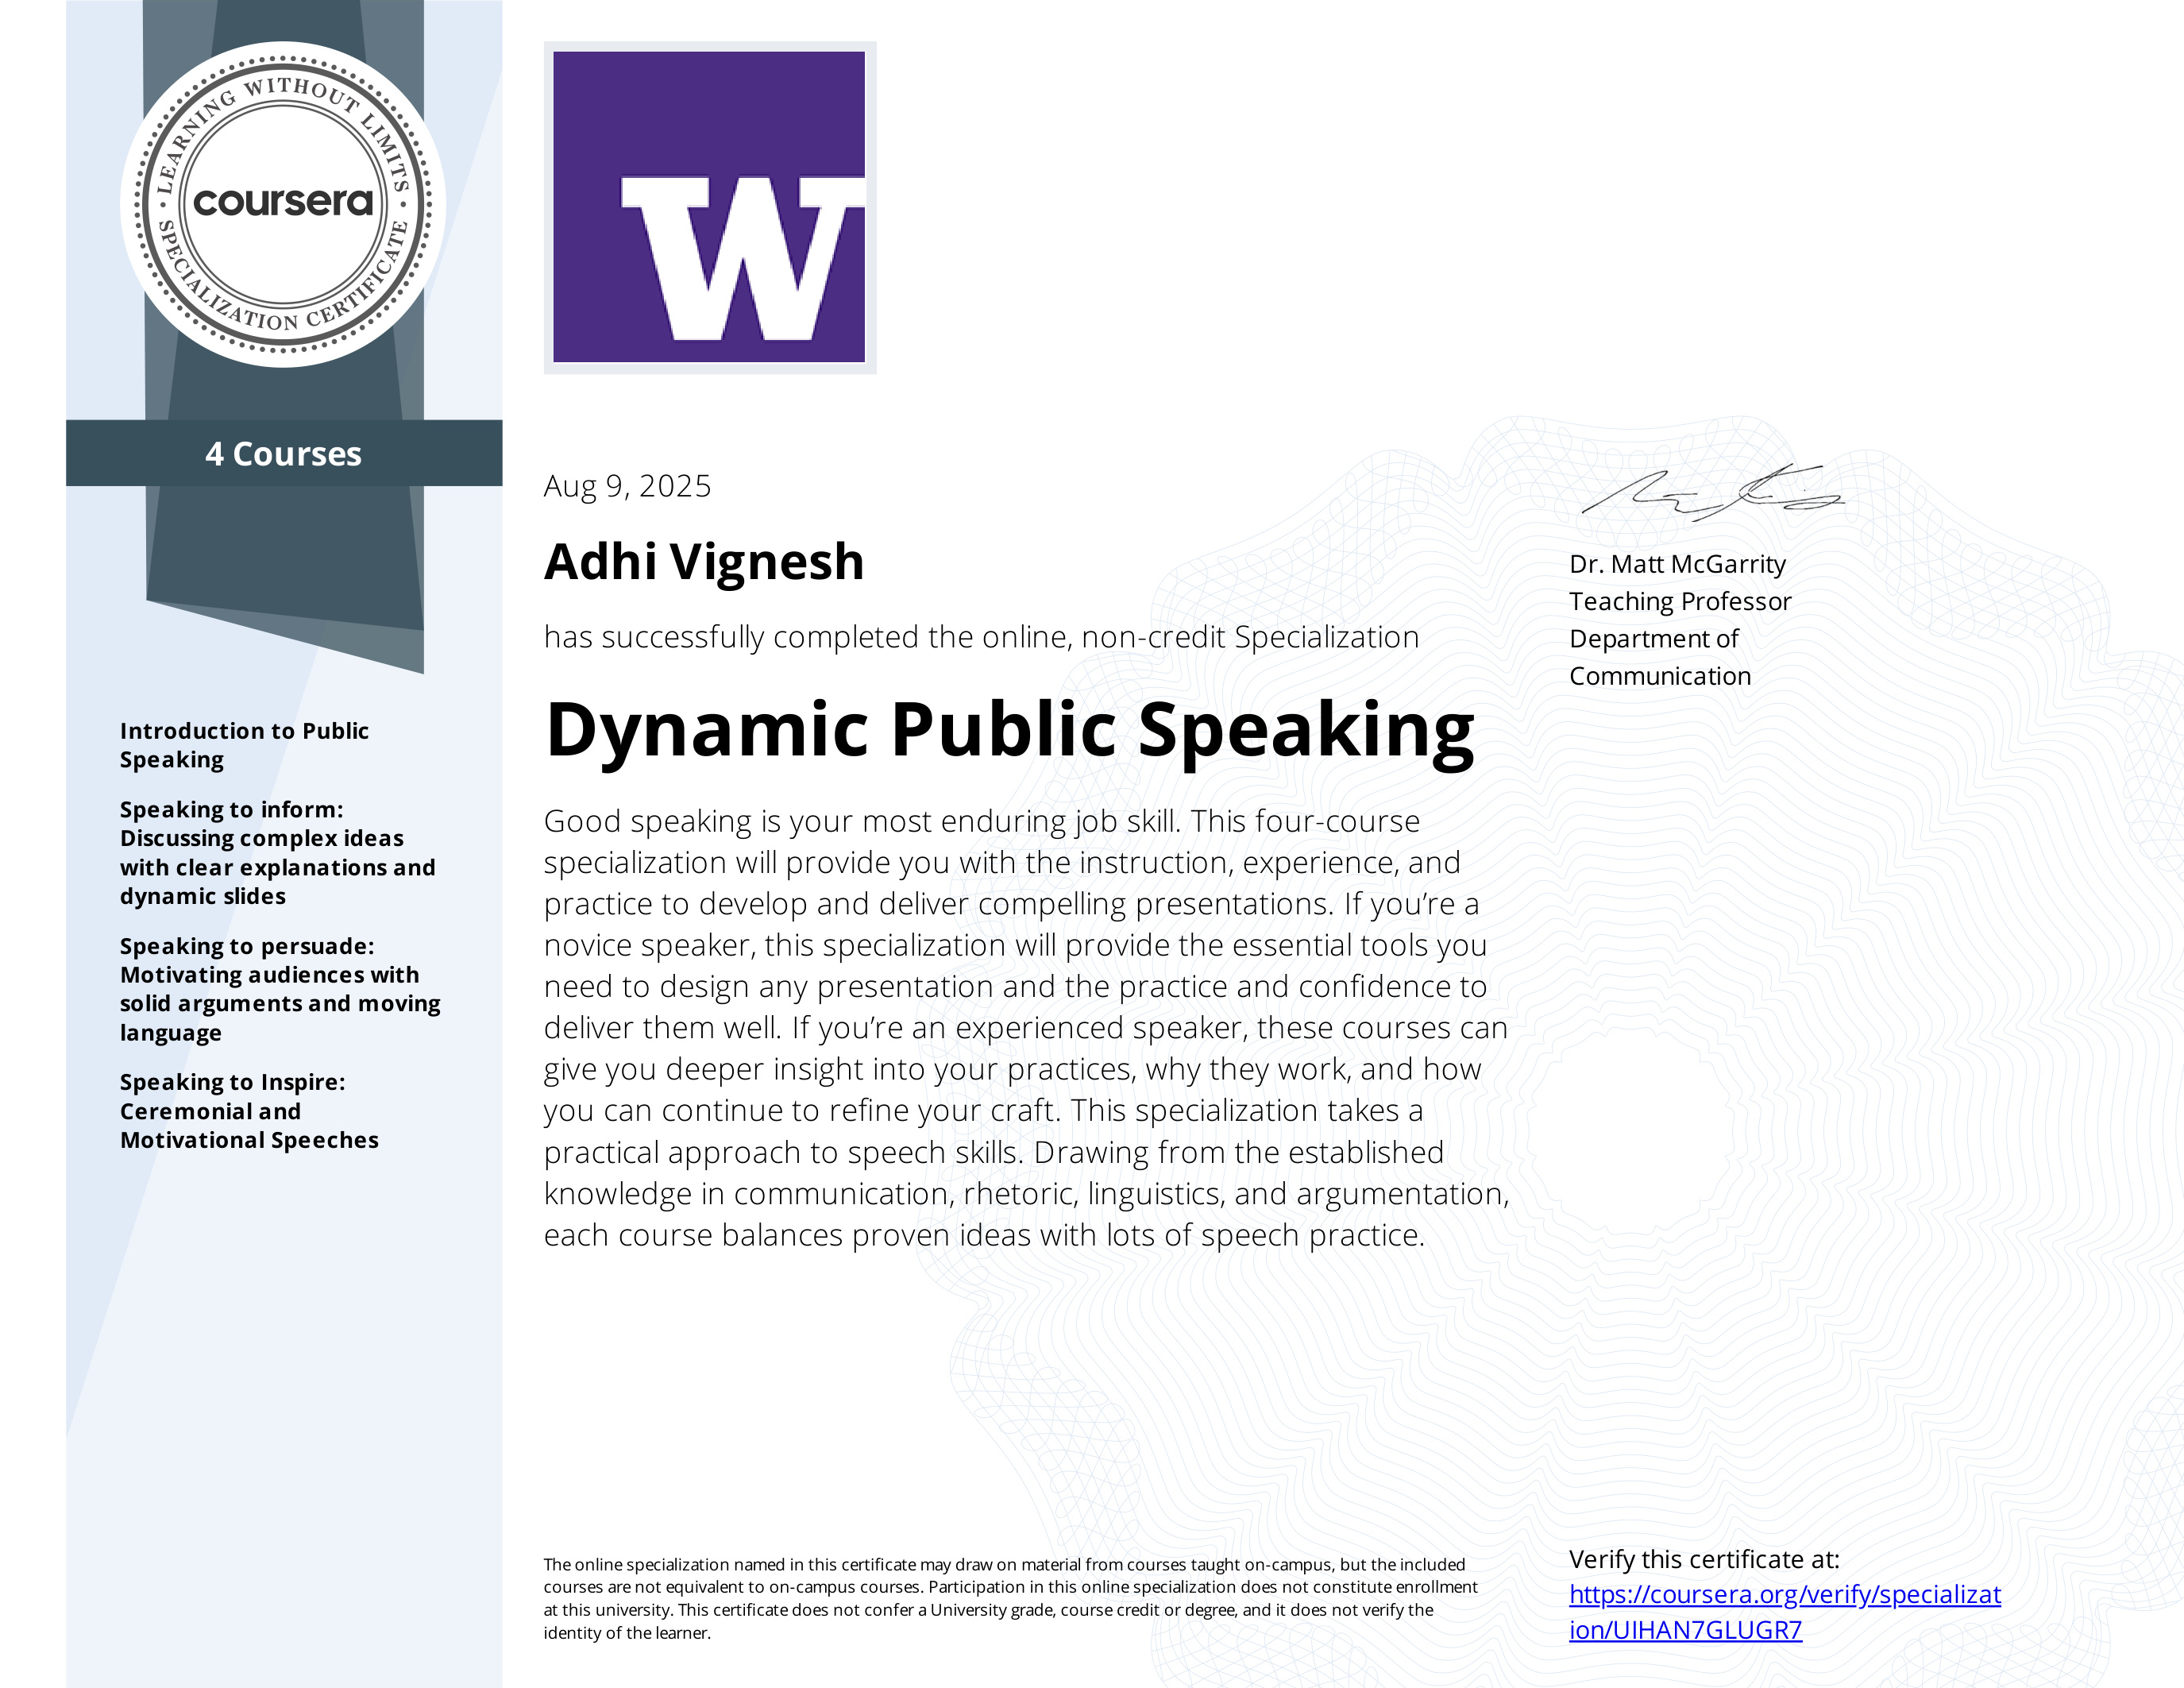 LEARNING WITHOUT LIMITS
coursera
SPECIALIZATION CERTIFICATE
4 Courses
Introduction to Public
Speaking
Speaking to inform:
Discussing complex ideas
with clear explanations and
dynamic slides
Speaking to persuade:
Motivating audiences with
solid arguments and moving
language
Speaking to Inspire:
Ceremonial and
Motivational Speeches
W
Aug 9, 2025
Adhi Vignesh
has successfully completed the online, non-credit Specialization
Dynamic Public Speaking
Good speaking is your most enduring job skill. This four-course
specialization will provide you with the instruction, experience, and
practice to develop and deliver compelling presentations. If you’re a
novice speaker, this specialization will provide the essential tools you
need to design any presentation and the practice and confidence to
deliver them well. If you’re an experienced speaker, these courses can
give you deeper insight into your practices, why they work, and how
you can continue to refine your craft. This specialization takes a
practical approach to speech skills. Drawing from the established
knowledge in communication, rhetoric, linguistics, and argumentation,
each course balances proven ideas with lots of speech practice.
Dr. Matt McGarrity
Teaching Professor
Department of
Communication
The online specialization named in this certificate may draw on material from courses taught on-campus, but the included
courses are not equivalent to on-campus courses. Participation in this online specialization does not constitute enrollment
at this university. This certificate does not confer a University grade, course credit or degree, and it does not verify the
identity of the learner.
Verify this certificate at:
https://coursera.org/verify/specializat
ion/UIHAN7GLUGR7